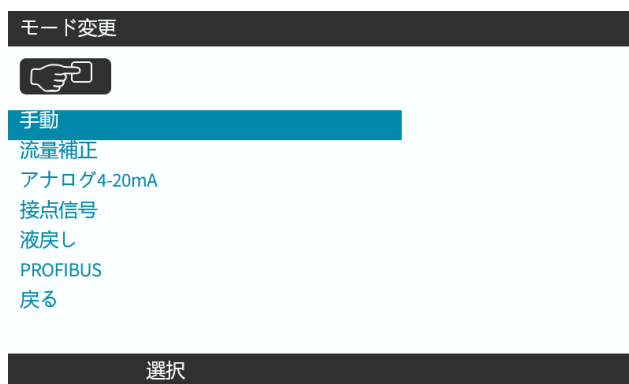 モード変更
手動
流量補正
アナログ4-20mA
接点信号
液戻し
PROFIBUS
戻る
選択